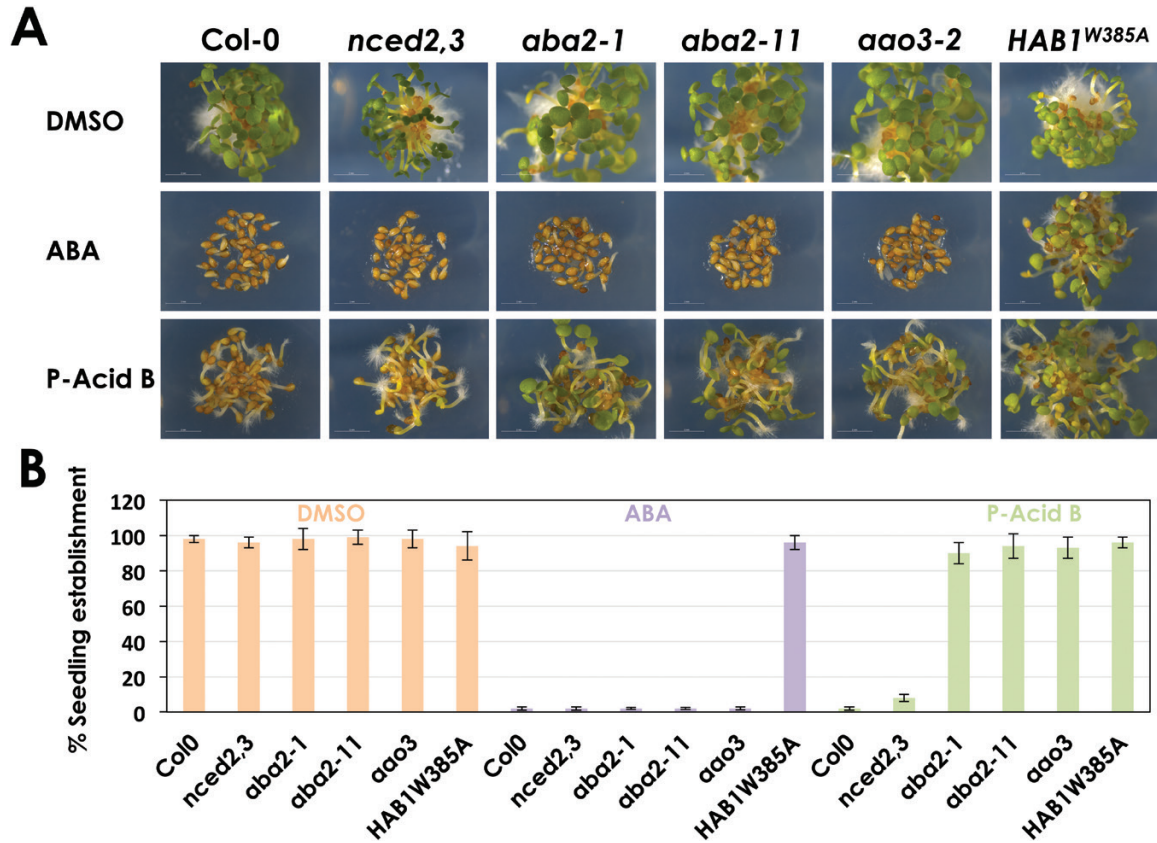 A
Col-0 nced2,3 aba2-1 aba2-11 aao3-2 HAB1W385A
DMSO
ABA
P-Acid B
B
% Seedling establishment
120
100
80
60
40
20
0
DMSO ABA P-Acid B
Col0 nced2,3 aba2-1 aba2-11 aao3 HAB1W385A Col0 nced2,3 aba2-1 aba2-11 aao3 HAB1W385A Col0 nced2,3 aba2-1 aba2-11 aao3 HAB1W385A